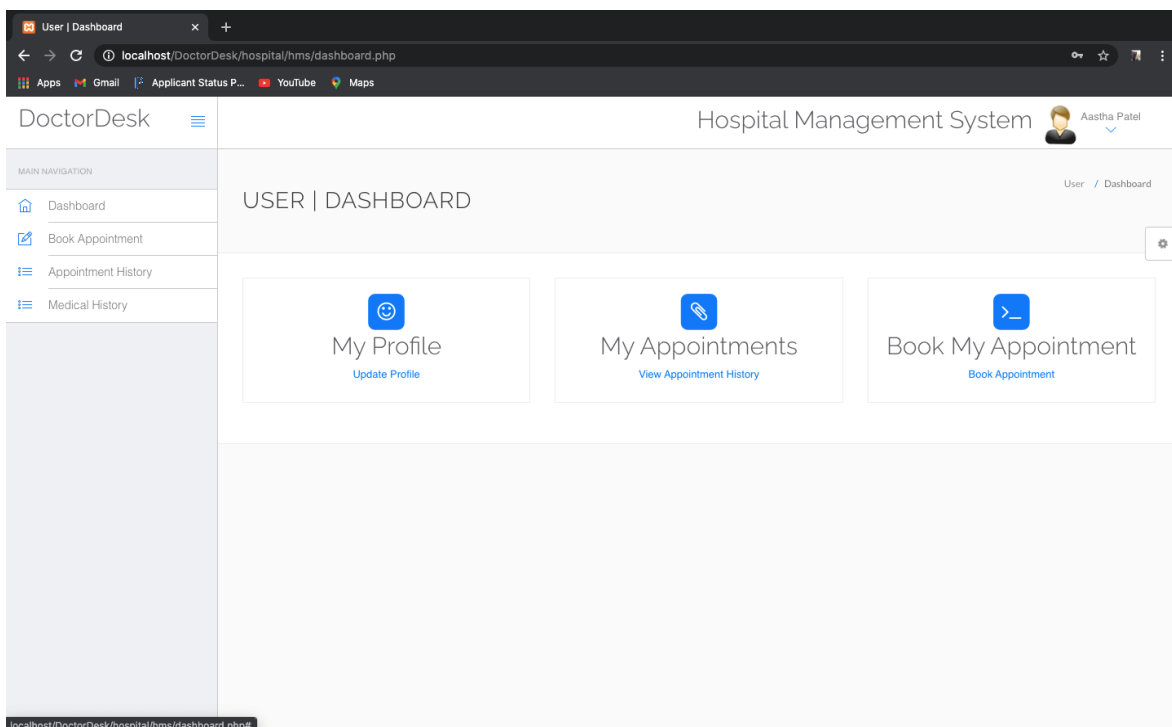 User | Dashboard
localhost/DoctorDesk/hospital/hms/dashboard.php
Apps Gmail Applicant Status P... YouTube Maps
DoctorDesk
Hospital Management System
Aastha Patel
MAIN NAVIGATION
Dashboard
Book Appointment
Appointment History
Medical History
USER | DASHBOARD
User / Dashboard
My Profile
Update Profile
My Appointments
View Appointment History
Book My Appointment
Book Appointment
localhost/DoctorDesk/hospital/hms/dashboard.php#